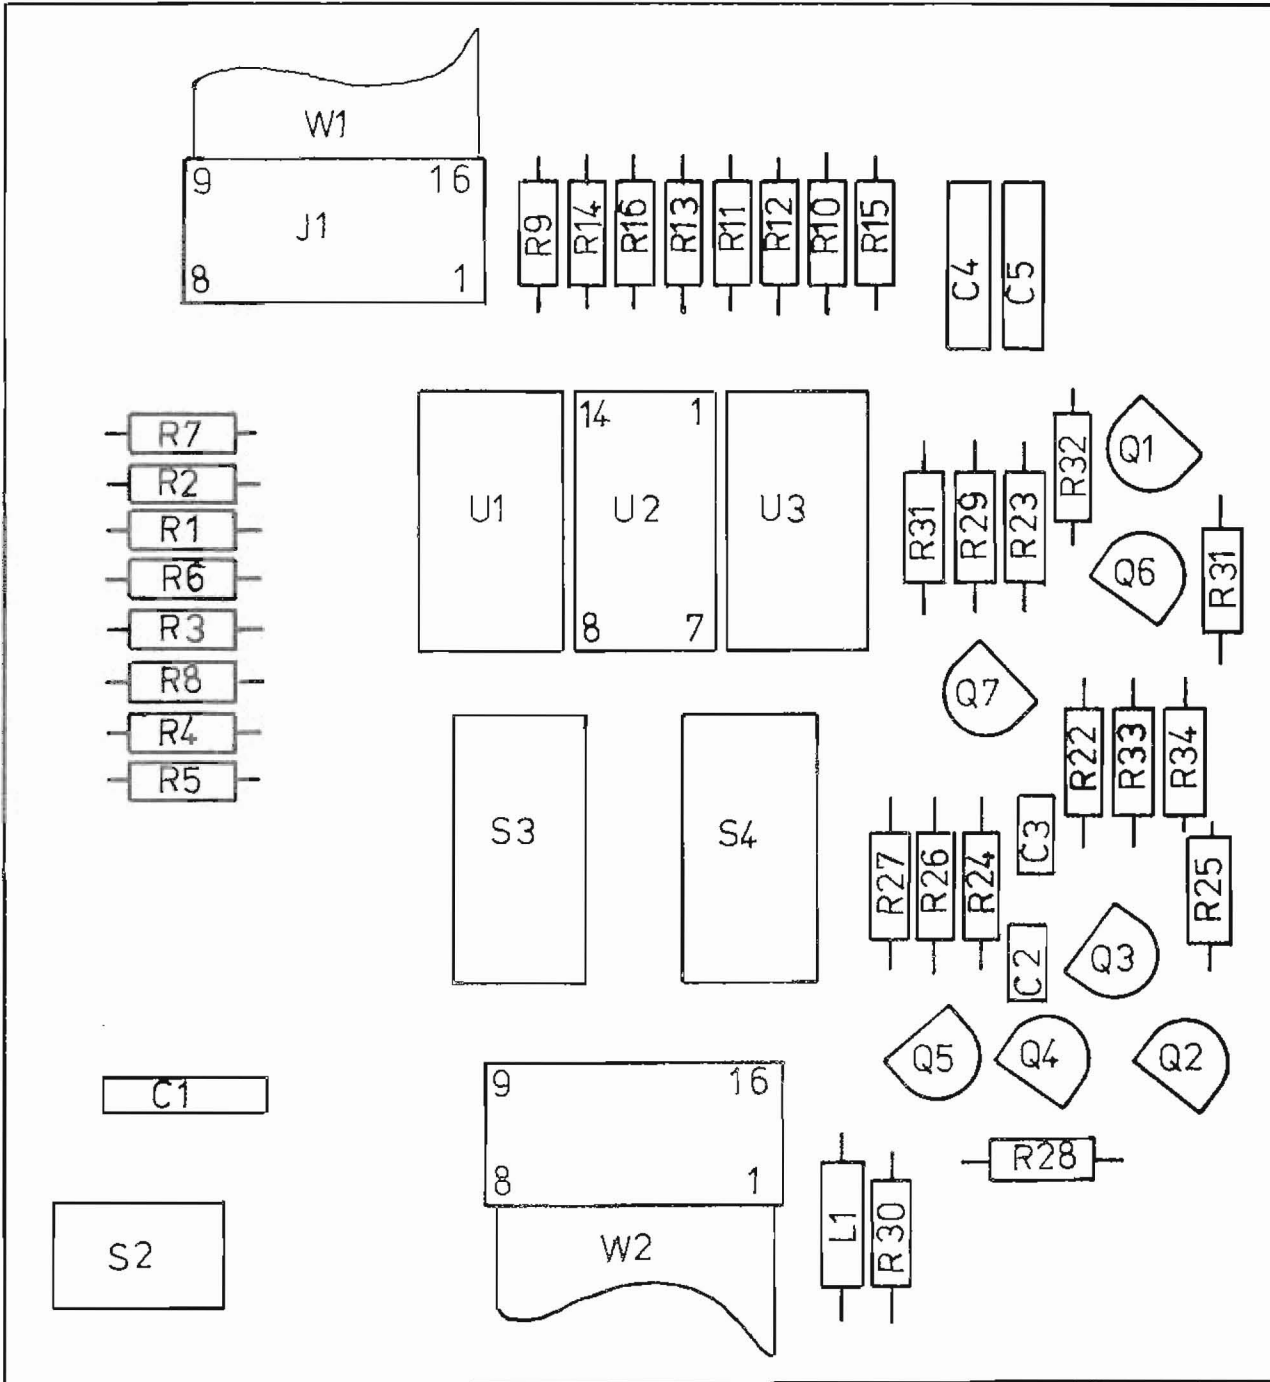 W1
9 16
J1
8 1
R9 R14 R16 R13 R11 R12 R10 R15
C4 C5
R7
R2
R1
R6
R3
R8
R4
R5
U1
14 1
U2
8 7
U3
R31 R29 R23 R32
Q1
Q6
R31
Q7
R22 R33 R34
S3
S4
R27 R26 R24
C3
R25
C2
Q3
Q5 Q4 Q2
C1
9 16
8 1
W2
R28
L1 R30
S2